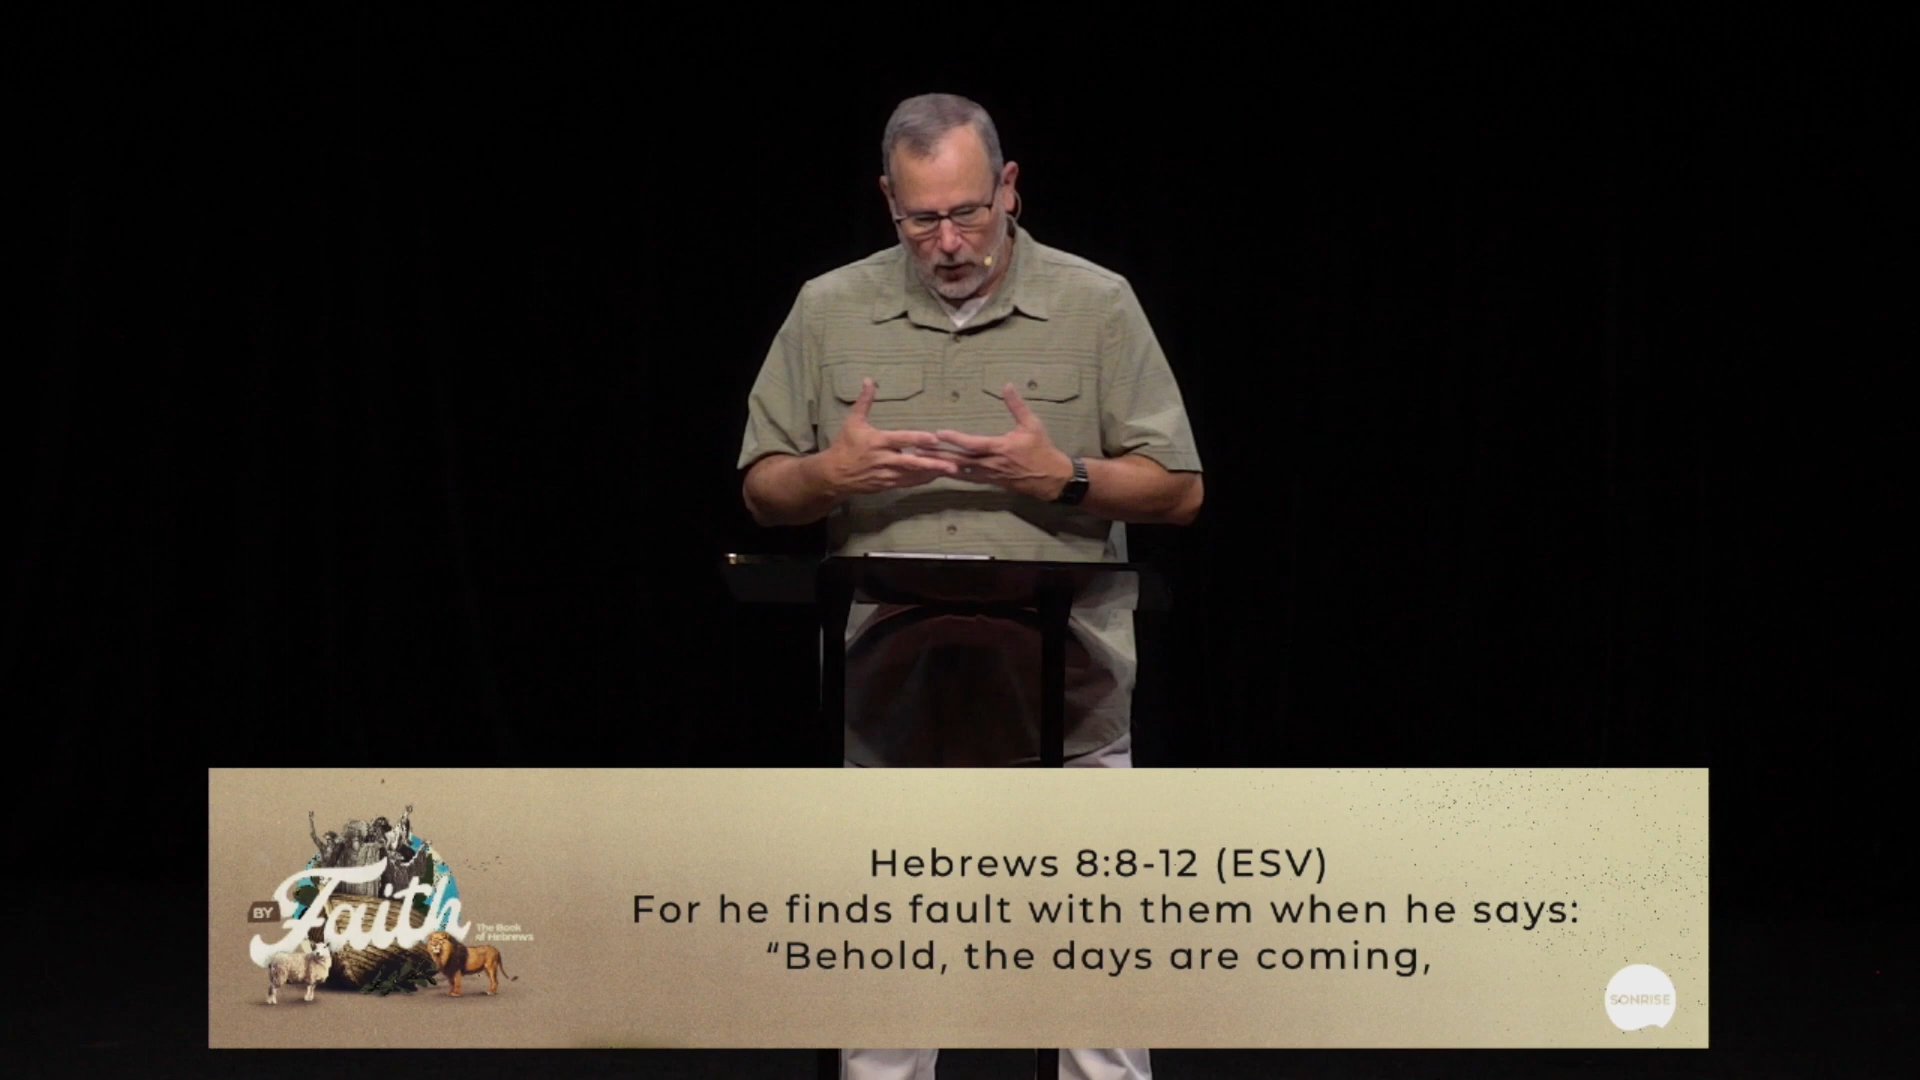 BY
Faith
The Book
of Hebrews
Hebrews 8:8-12 (ESV)
For he finds fault with them when he says:
“Behold, the days are coming,
SONRISE